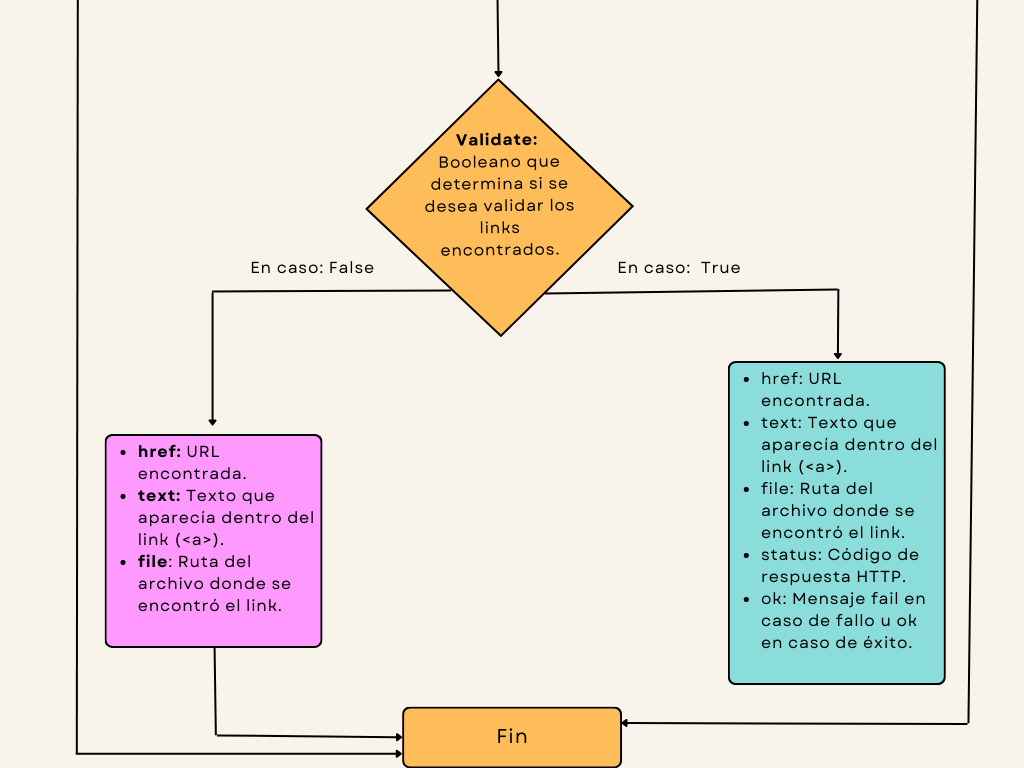 Validate:
Booleano que
determina si se
desea validar los
links
encontrados.
En caso: False
En caso:  True
• href: URL
encontrada.
• text: Texto que
aparecía dentro del
link (<a>).
• file: Ruta del
archivo donde se
encontró el link.
• href: URL
encontrada.
• text: Texto que
aparecía dentro del
link (<a>).
• file: Ruta del
archivo donde se
encontró el link.
• status: Código de
respuesta HTTP.
• ok: Mensaje fail en
caso de fallo u ok
en caso de éxito.
Fin